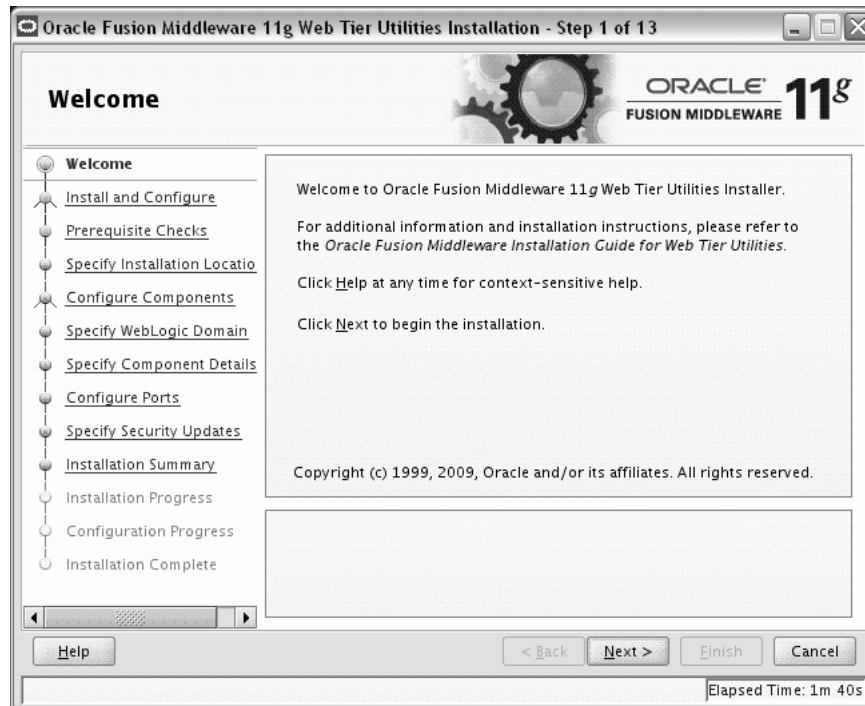 Oracle Fusion Middleware 11g Web Tier Utilities Installation - Step 1 of 13
Welcome
ORACLE
FUSION MIDDLEWARE
11g
Welcome
Install and Configure
Prerequisite Checks
Specify Installation Locatio
Configure Components
Specify WebLogic Domain
Specify Component Details
Configure Ports
Specify Security Updates
Installation Summary
Installation Progress
Configuration Progress
Installation Complete
Welcome to Oracle Fusion Middleware 11g Web Tier Utilities Installer.
For additional information and installation instructions, please refer to
the Oracle Fusion Middleware Installation Guide for Web Tier Utilities.
Click Help at any time for context-sensitive help.
Click Next to begin the installation.
Copyright (c) 1999, 2009, Oracle and/or its affiliates. All rights reserved.
Help
< Back
Next >
Finish
Cancel
Elapsed Time: 1m 40s